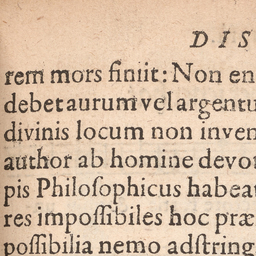 DIS
rem mors finiit: Non en
debet aurum vel argentu
divinis locum non inven
author ab homine devot
pis Philoſophicus habeat
res impoſſibiles hoc præ
poſſibilia nemo adſtring